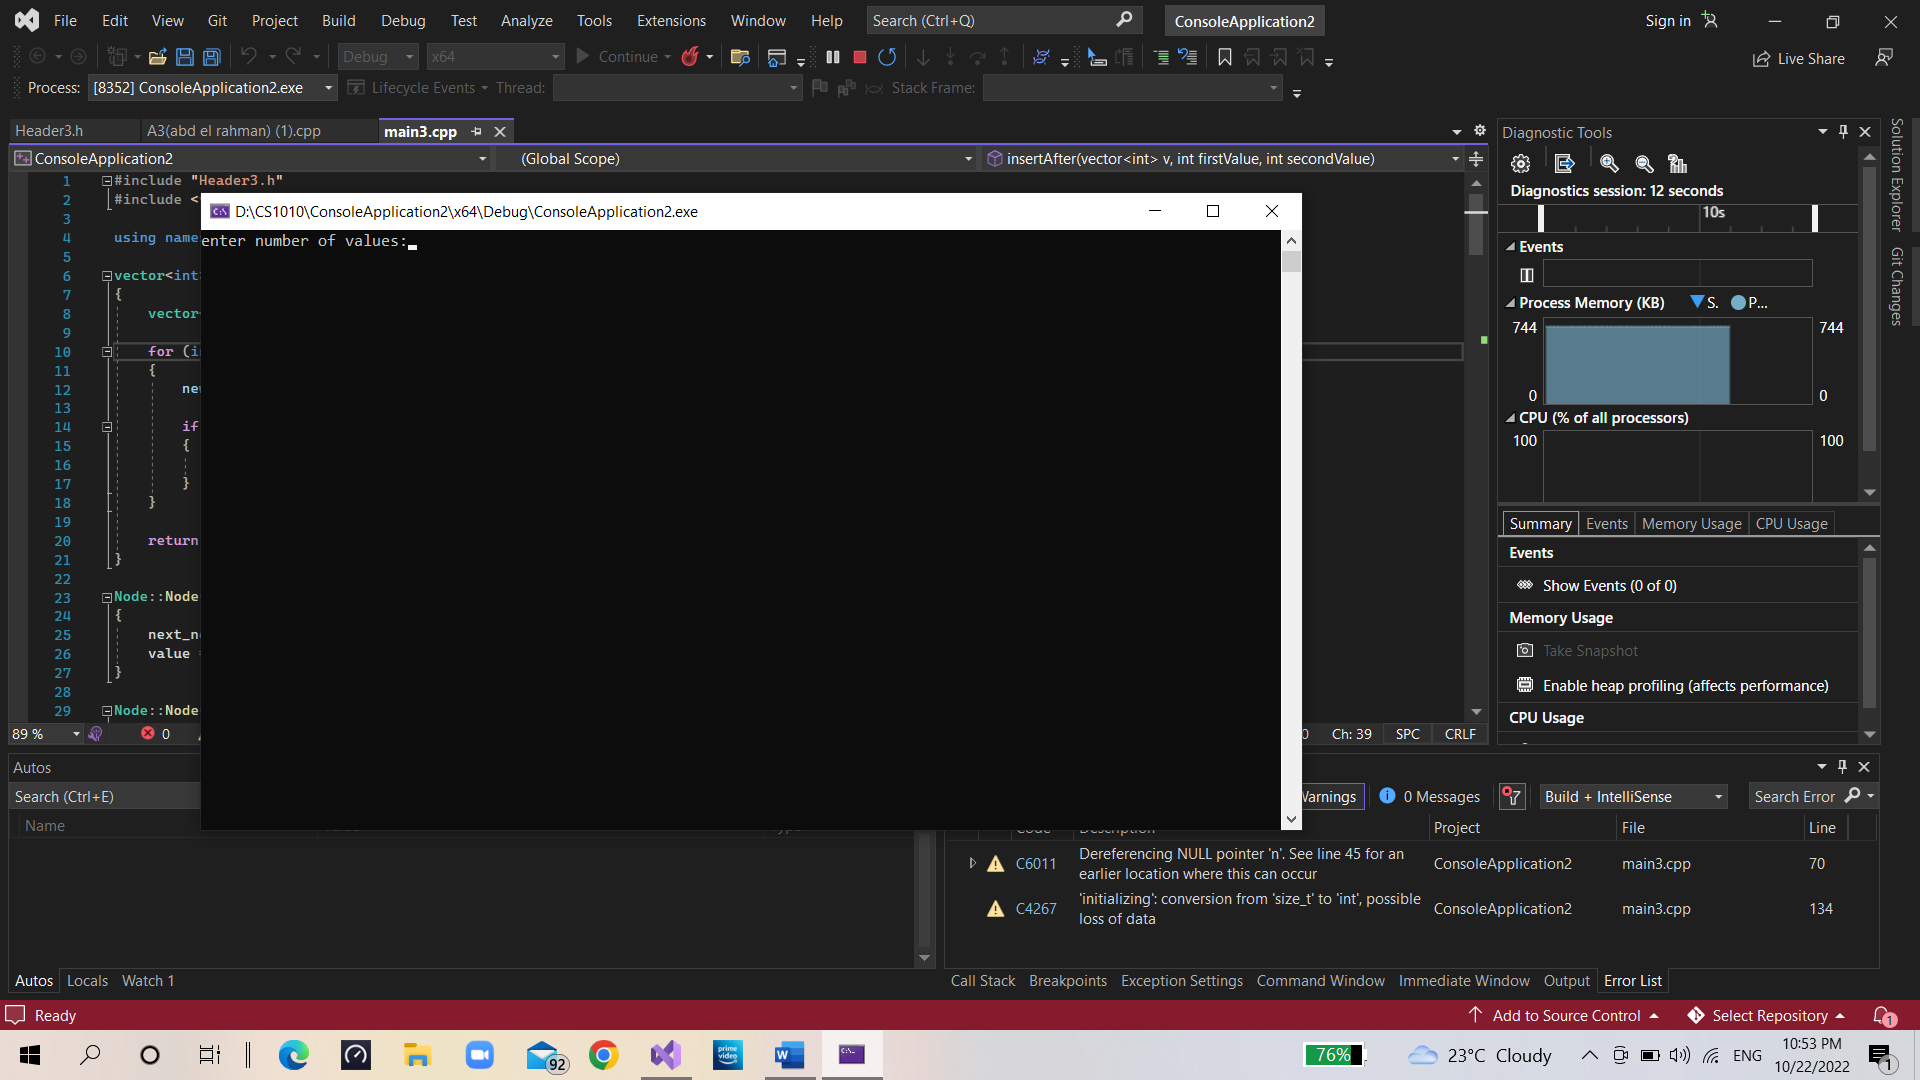 File Edit View Git Project Build Debug Test Analyze Tools Extensions Window Help Search (Ctrl+Q) ConsoleApplication2 Sign in
Debug x64 Continue Live Share
Process: [8352] ConsoleApplication2.exe Lifecycle Events Thread: Stack Frame:
Header3.h A3(abd el rahman) (1).cpp main3.cpp
ConsoleApplication2 (Global Scope) insertAfter(vector<int> v, int firstValue, int secondValue)
1 #include "Header3.h"
2 #include <
3
4 using name
5
6 vector<int
7 {
8 vector
9
10 for (i
11 {
12 ne
13
14 if
15 {
16
17 }
18 }
19
20 return
21 }
22
23 Node::Node
24 {
25 next_n
26 value
27 }
28
29 Node::Node
D:\CS1010\ConsoleApplication2\x64\Debug\ConsoleApplication2.exe
enter number of values:
89 % 0 Ch: 39 SPC CRLF
Diagnostic Tools
Diagnostics session: 12 seconds
10s
Events
Process Memory (KB) S. P...
744 744
0 0
CPU (% of all processors)
100 100
Summary Events Memory Usage CPU Usage
Events
Show Events (0 of 0)
Memory Usage
Take Snapshot
Enable heap profiling (affects performance)
CPU Usage
Solution Explorer
Git Changes
Autos
Search (Ctrl+E)
Name
Autos Locals Watch 1
Warnings 0 Messages Build + IntelliSense Search Error
Code Description Project File Line
C6011 Dereferencing NULL pointer 'n'. See line 45 for an ConsoleApplication2 main3.cpp 70
earlier location where this can occur
C4267 'initializing': conversion from 'size_t' to 'int', possible ConsoleApplication2 main3.cpp 134
loss of data
Call Stack Breakpoints Exception Settings Command Window Immediate Window Output Error List
Ready Add to Source Control Select Repository 1
92 76% 23°C Cloudy ENG 10:53 PM
10/22/2022 1
prime
video